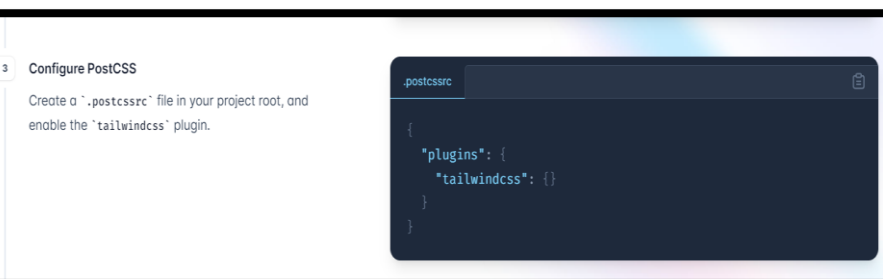 3
Configure PostCSS
Create a `.postcssrc` file in your project root, and
enable the `tailwindcss` plugin.
.postcssrc
{
"plugins": {
"tailwindcss": {}
}
}